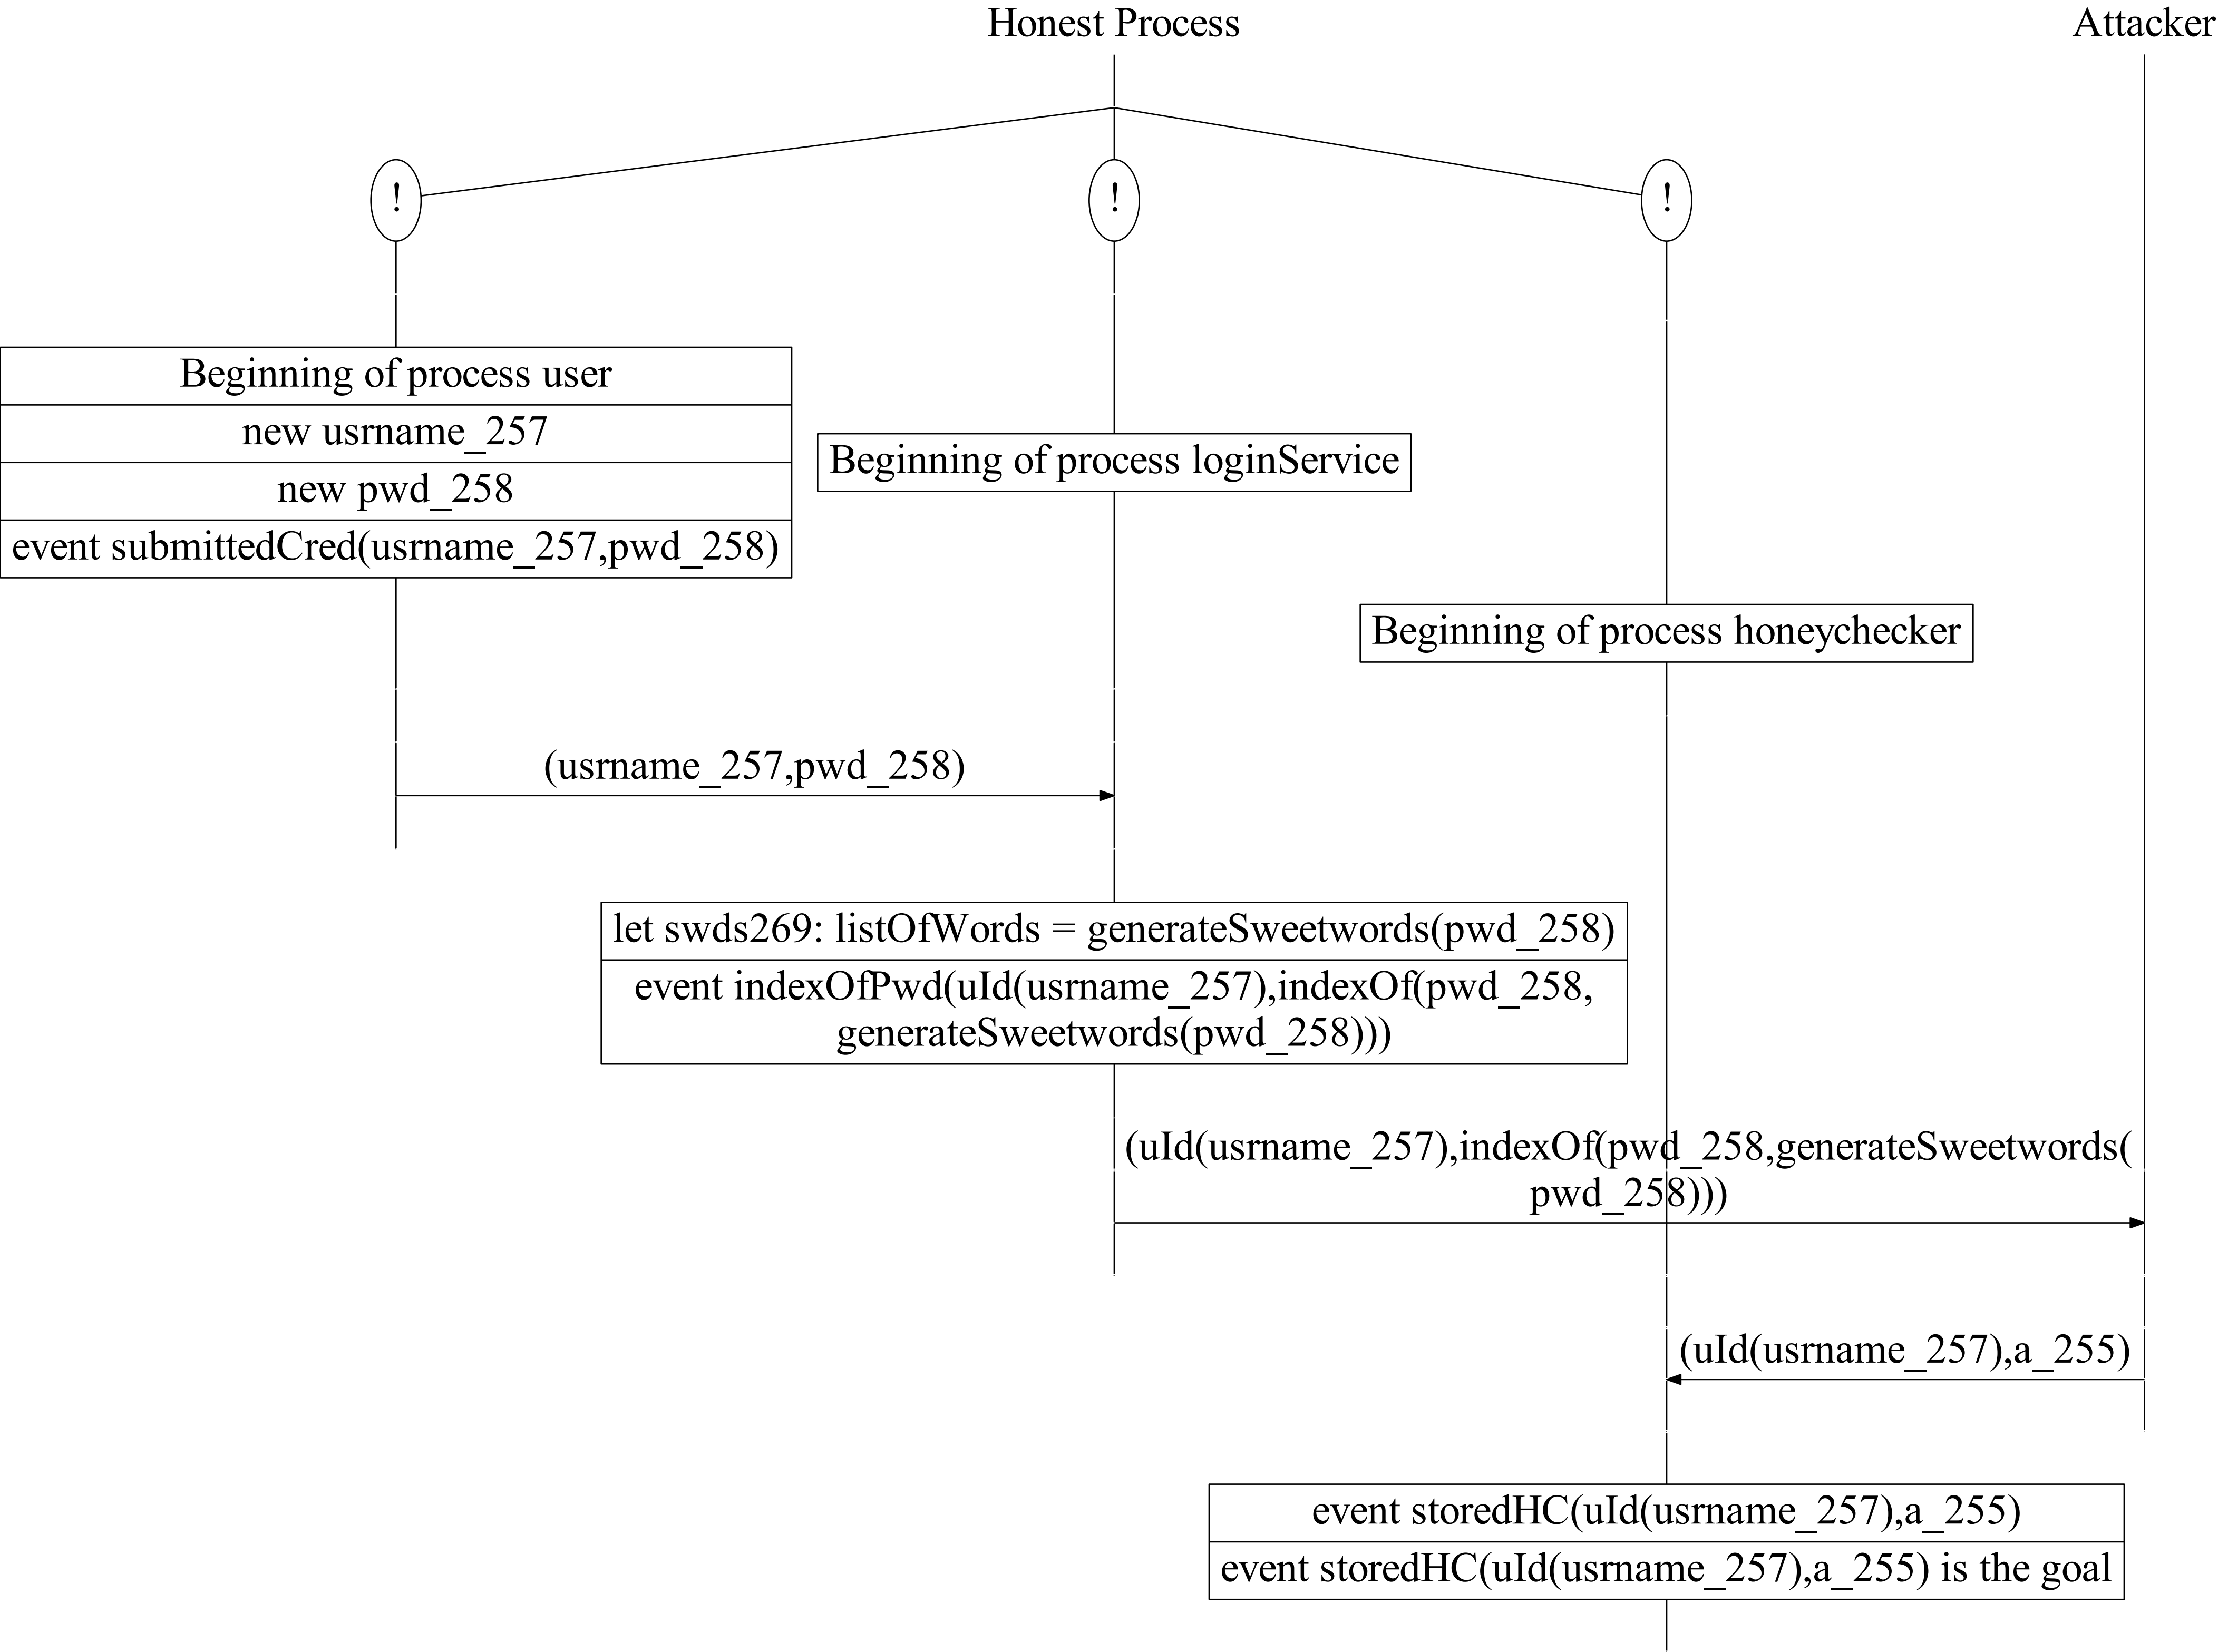 Honest Process
Attacker
!
!
!
Beginning of process user
new usrname_257
new pwd_258
event submittedCred(usrname_257,pwd_258)
Beginning of process loginService
Beginning of process honeychecker
(usrname_257,pwd_258)
let swds269: listOfWords = generateSweetwords(pwd_258)
event indexOfPwd(uId(usrname_257),indexOf(pwd_258,
generateSweetwords(pwd_258)))
(uId(usrname_257),indexOf(pwd_258,generateSweetwords(
pwd_258)))
(uId(usrname_257),a_255)
event storedHC(uId(usrname_257),a_255)
event storedHC(uId(usrname_257),a_255) is the goal